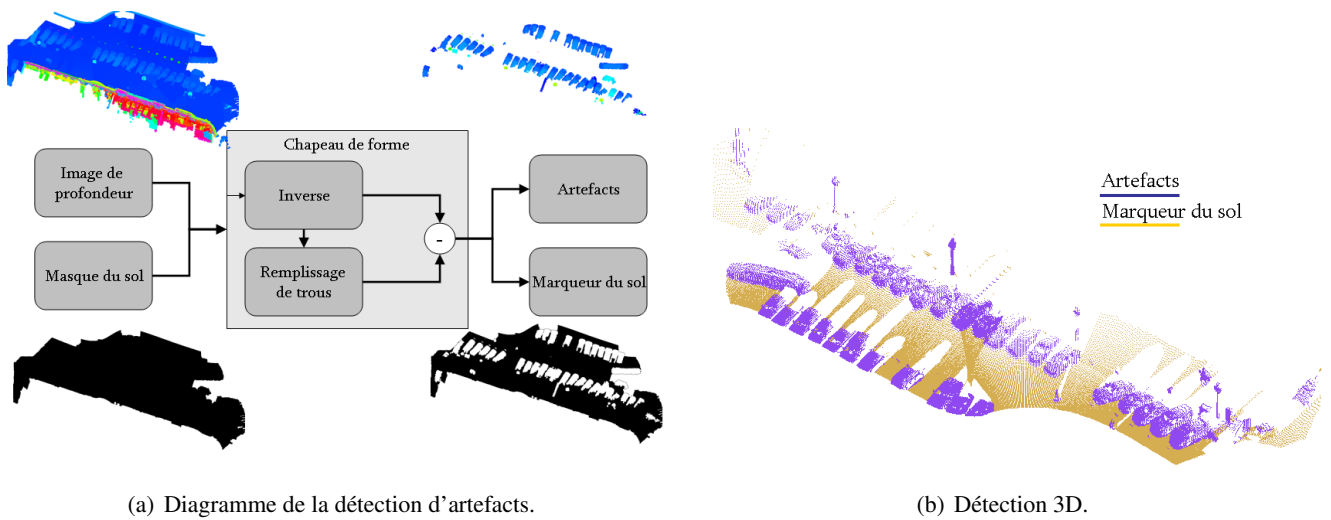 Chapeau de forme
Image de
profondeur
Inverse
Artefacts
Masque du sol
Remplissage
de trous
-
Marqueur du sol
(a) Diagramme de la détection d'artefacts.
Artefacts
Marqueur du sol
(b) Détection 3D.